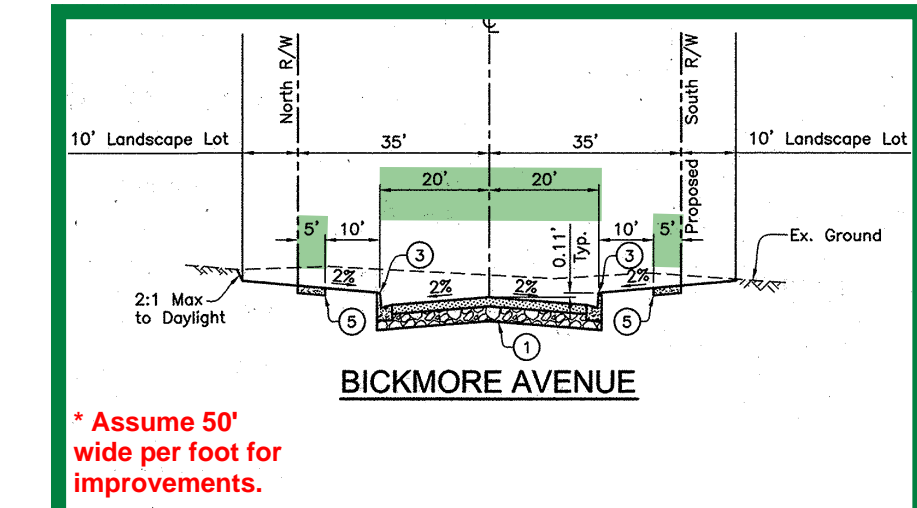 ℄
North R/W
South R/W
10' Landscape Lot
35'
35'
10' Landscape Lot
20'
20'
Proposed
5'
10'
0.11'
Typ.
10'
5'
Ex. Ground
3
3
2%
2%
2%
2%
2:1 Max
to Daylight
5
5
1
BICKMORE AVENUE
* Assume 50'
wide per foot for
improvements.